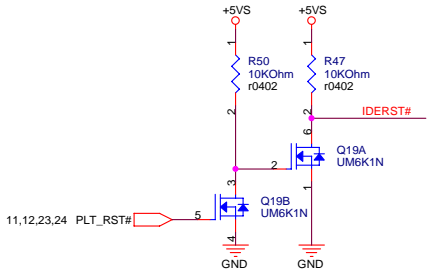 +5VS +5VS
1 1
R50 R47
10KOhm 10KOhm
r0402 r0402
2 2
IDERST#
6
Q19A
2 UM6K1N
3 1
Q19B
UM6K1N
11,12,23,24 PLT_RST# 5
4
GND GND